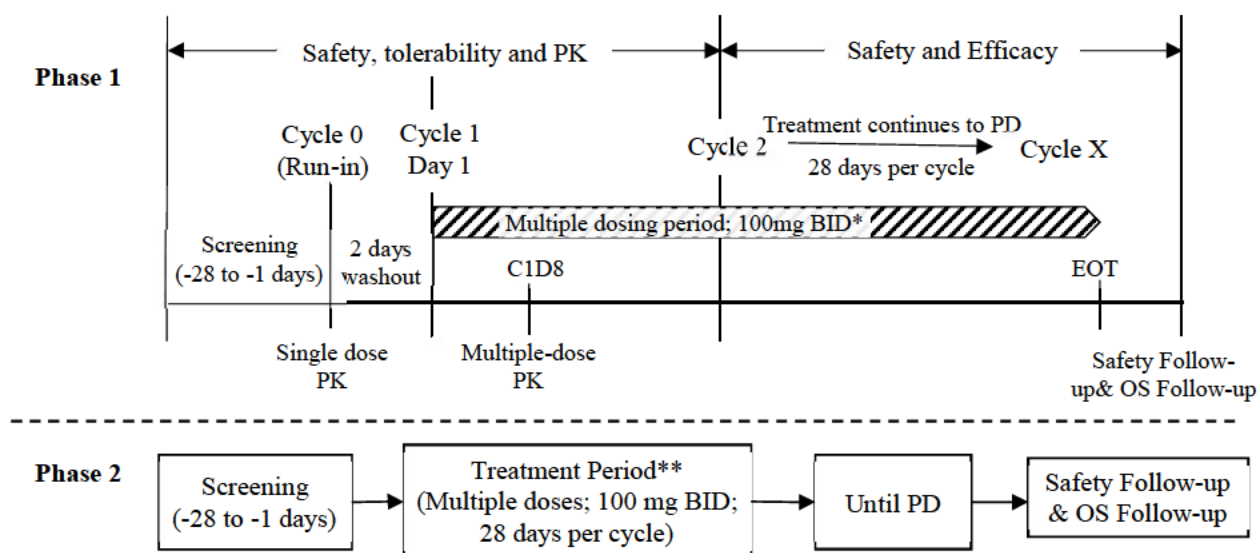 Safety, tolerability and PK
Safety and Efficacy
Phase 1
Cycle 0
(Run-in)
Cycle 1
Day 1
Cycle 2
Treatment continues to PD
28 days per cycle
Cycle X
Multiple dosing period; 100mg BID*
Screening
(-28 to -1 days)
2 days
washout
C1D8
EOT
Single dose
PK
Multiple-dose
PK
Safety Follow-
up& OS Follow-up
Phase 2
Screening
(-28 to -1 days)
Treatment Period**
(Multiple doses; 100 mg BID;
28 days per cycle)
Until PD
Safety Follow-up
& OS Follow-up